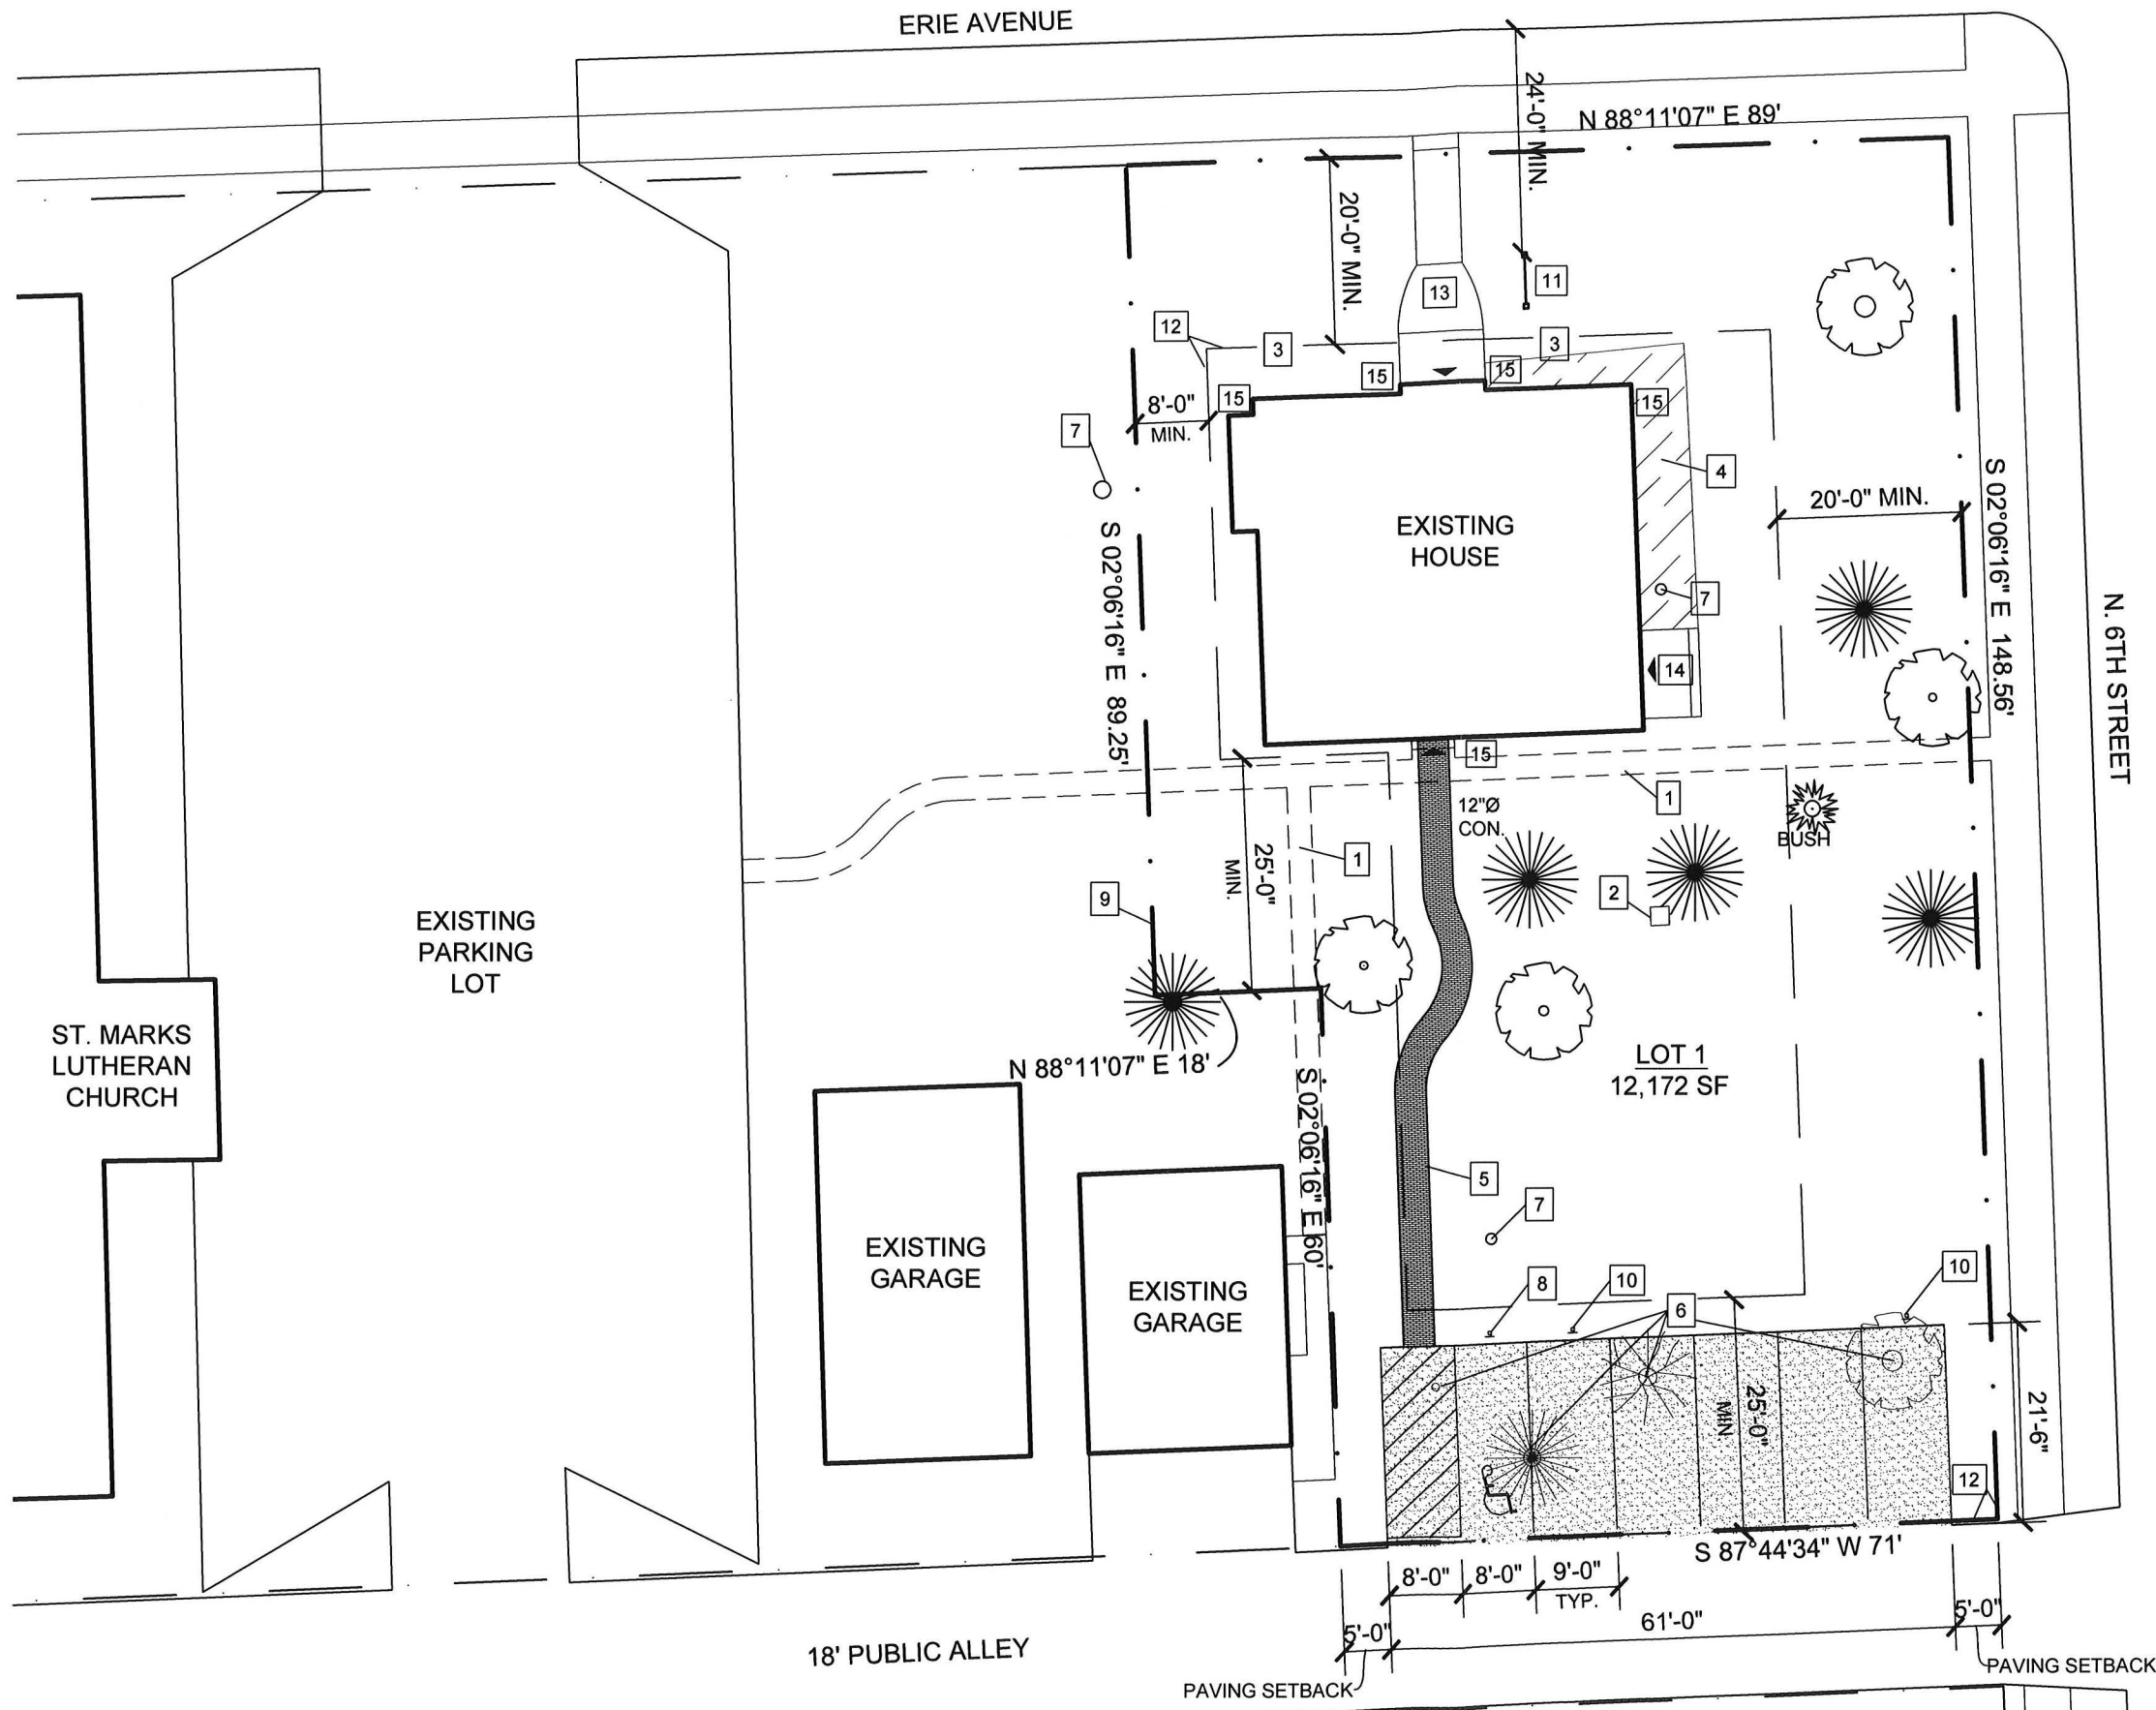 ERIE AVENUE
24'-0" MIN.
N 88°11'07" E 89'
20'-0" MIN.
11
13
12
3
3
15
15
15
15
8'-0"
MIN.
7
4
EXISTING
HOUSE
20'-0" MIN.
S 02°06'16" E 148.56'
S 02°06'16" E 89.25'
7
14
N. 6TH STREET
15
1
12"Ø
CON.
BUSH
25'-0"
MIN.
1
2
9
EXISTING
PARKING
LOT
ST. MARKS
LUTHERAN
CHURCH
N 88°11'07" E 18'
LOT 1
12,172 SF
S 02°06'16" E 60'
5
7
EXISTING
GARAGE
EXISTING
GARAGE
8
10
10
6
25'-0"
MIN.
21'-6"
12
S 87°44'34" W 71'
8'-0"
8'-0"
9'-0"
TYP.
5'-0"
61'-0"
5'-0"
18' PUBLIC ALLEY
PAVING SETBACK
PAVING SETBACK